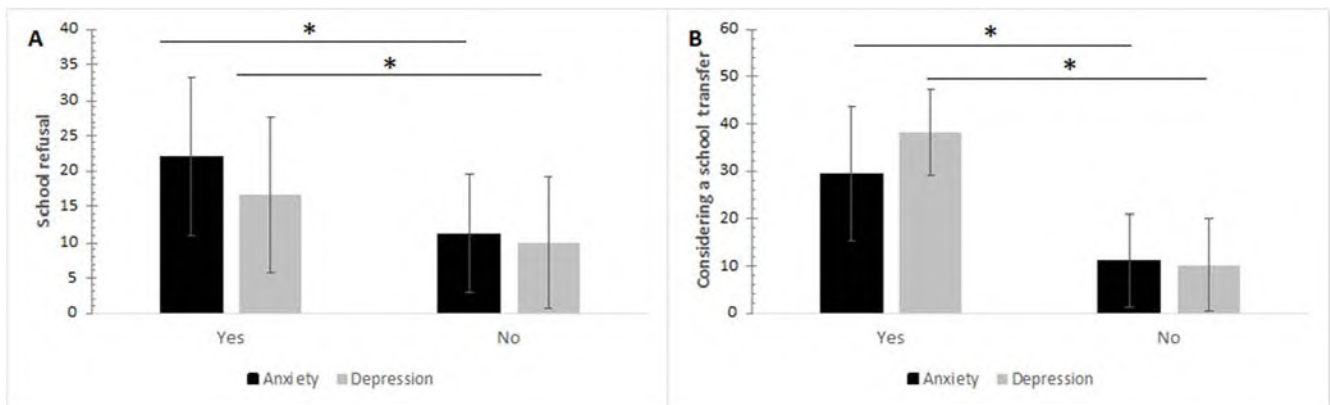 A
School refusal
40
35
30
25
20
15
10
5
0
*
*
Yes
No
Anxiety
Depression
B
Considering a school transfer
60
50
40
30
20
10
0
*
*
Yes
No
Anxiety
Depression